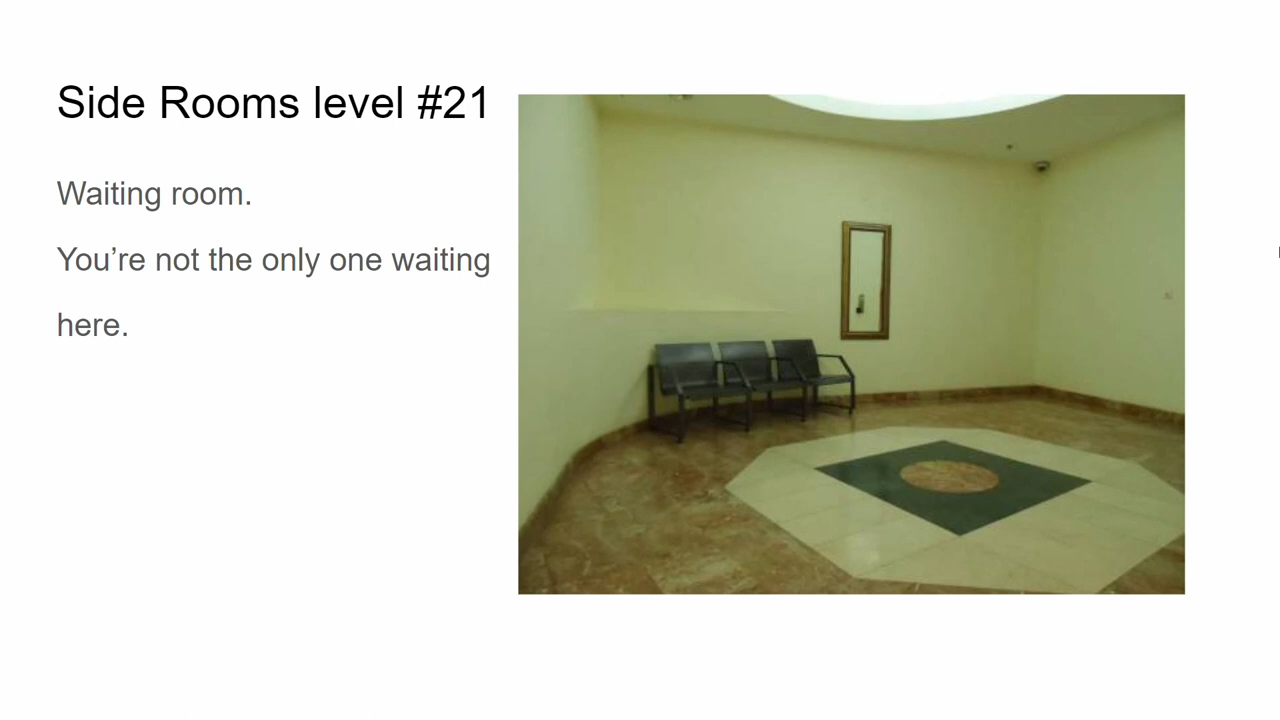 Side Rooms level #21
Waiting room.
You’re not the only one waiting
here.